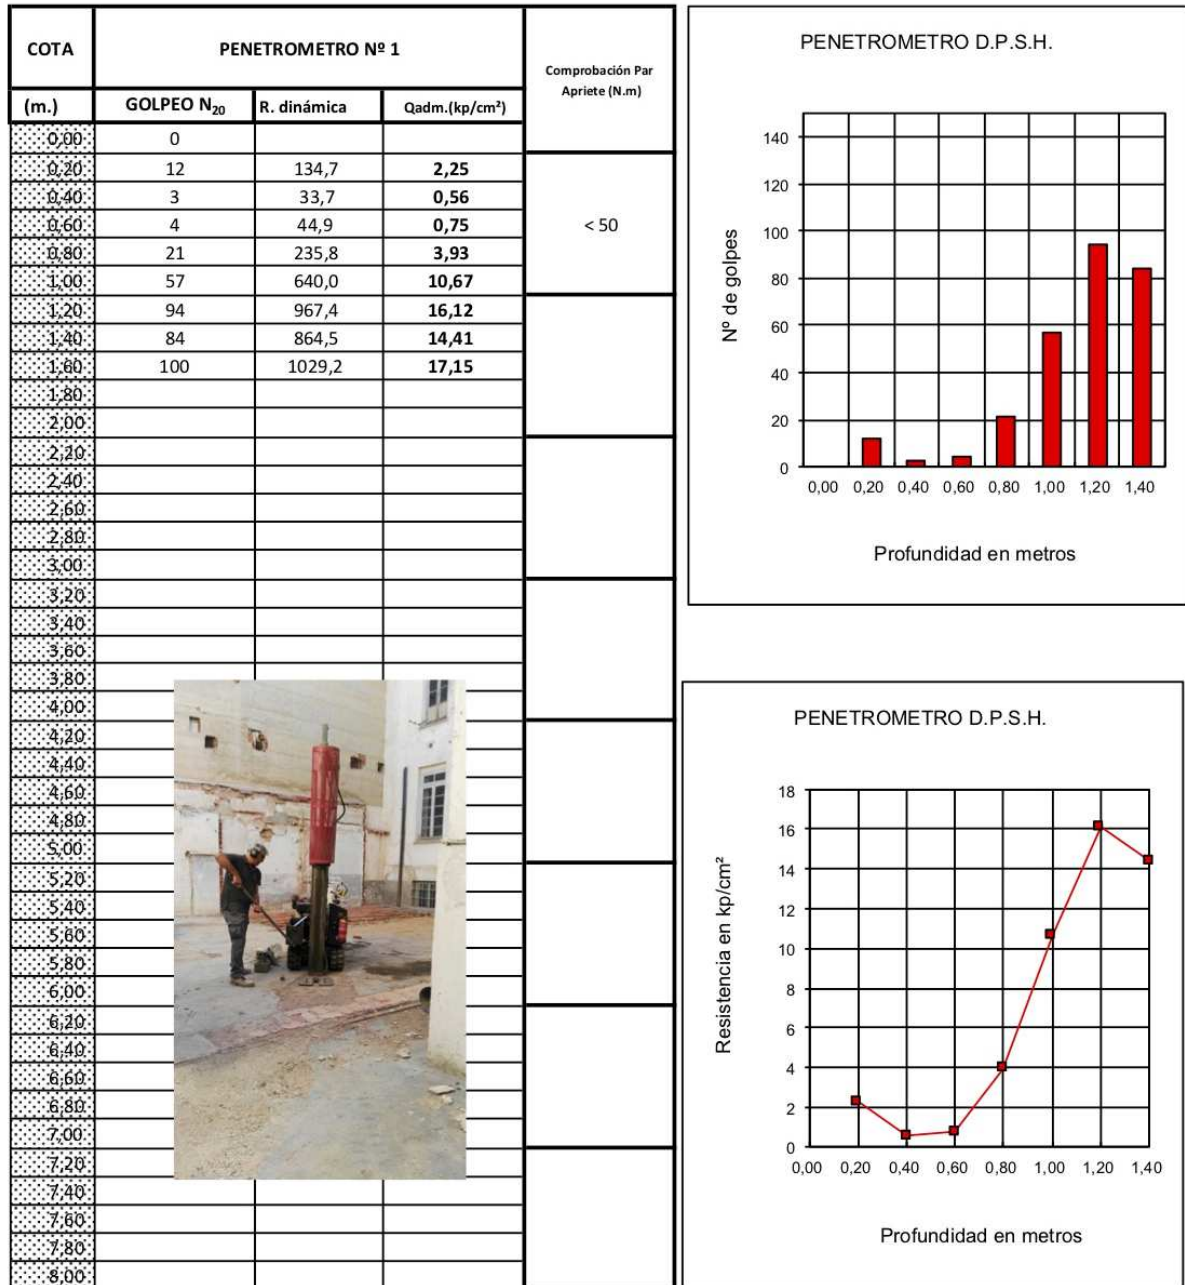 COTA PENETROMETRO Nº 1 Comprobación Par
Apriete (N.m)
(m.) GOLPEO N20 R. dinámica Qadm.(kp/cm²)
0,00 0
0,20 12 134,7 2,25
0,40 3 33,7 0,56
0,60 4 44,9 0,75 < 50
0,80 21 235,8 3,93
1,00 57 640,0 10,67
1,20 94 967,4 16,12
1,40 84 864,5 14,41
1,60 100 1029,2 17,15
1,80
2,00
2,20
2,40
2,60
2,80
3,00
3,20
3,40
3,60
3,80
4,00
4,20
4,40
4,60
4,80
5,00
5,20
5,40
5,60
5,80
6,00
6,20
6,40
6,60
6,80
7,00
7,20
7,40
7,60
7,80
8,00
PENETROMETRO D.P.S.H.
Nº de golpes
140
120
100
80
60
40
20
0
0,00 0,20 0,40 0,60 0,80 1,00 1,20 1,40
Profundidad en metros
PENETROMETRO D.P.S.H.
Resistencia en kp/cm²
18
16
14
12
10
8
6
4
2
0
0,00 0,20 0,40 0,60 0,80 1,00 1,20 1,40
Profundidad en metros